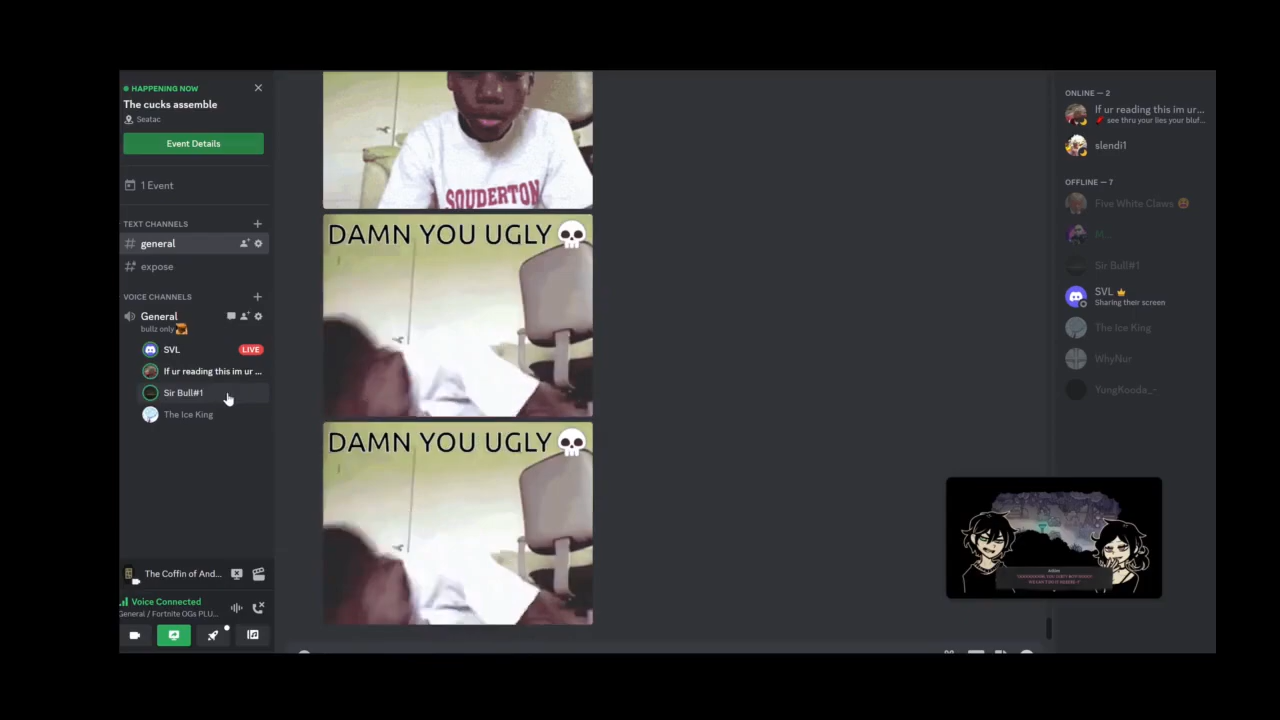 HAPPENING NOW
The cucks assemble
Seatac
Event Details
1 Event
TEXT CHANNELS
general
expose
VOICE CHANNELS
General
bullz only
SVL
LIVE
If ur reading this im ur ...
Sir Bull#1
The Ice King
The Coffin of And...
Voice Connected
General / Fortnite OGs PLU...
SOUDERTON
DAMN YOU UGLY💀
DAMN YOU UGLY💀
ONLINE — 2
If ur reading this im ur...
see thru your lies your bluf...
slendi1
OFFLINE — 7
Five White Claws
M...
Sir Bull#1
SVL
Sharing their screen
The Ice King
WhyNur
YungKooda_-